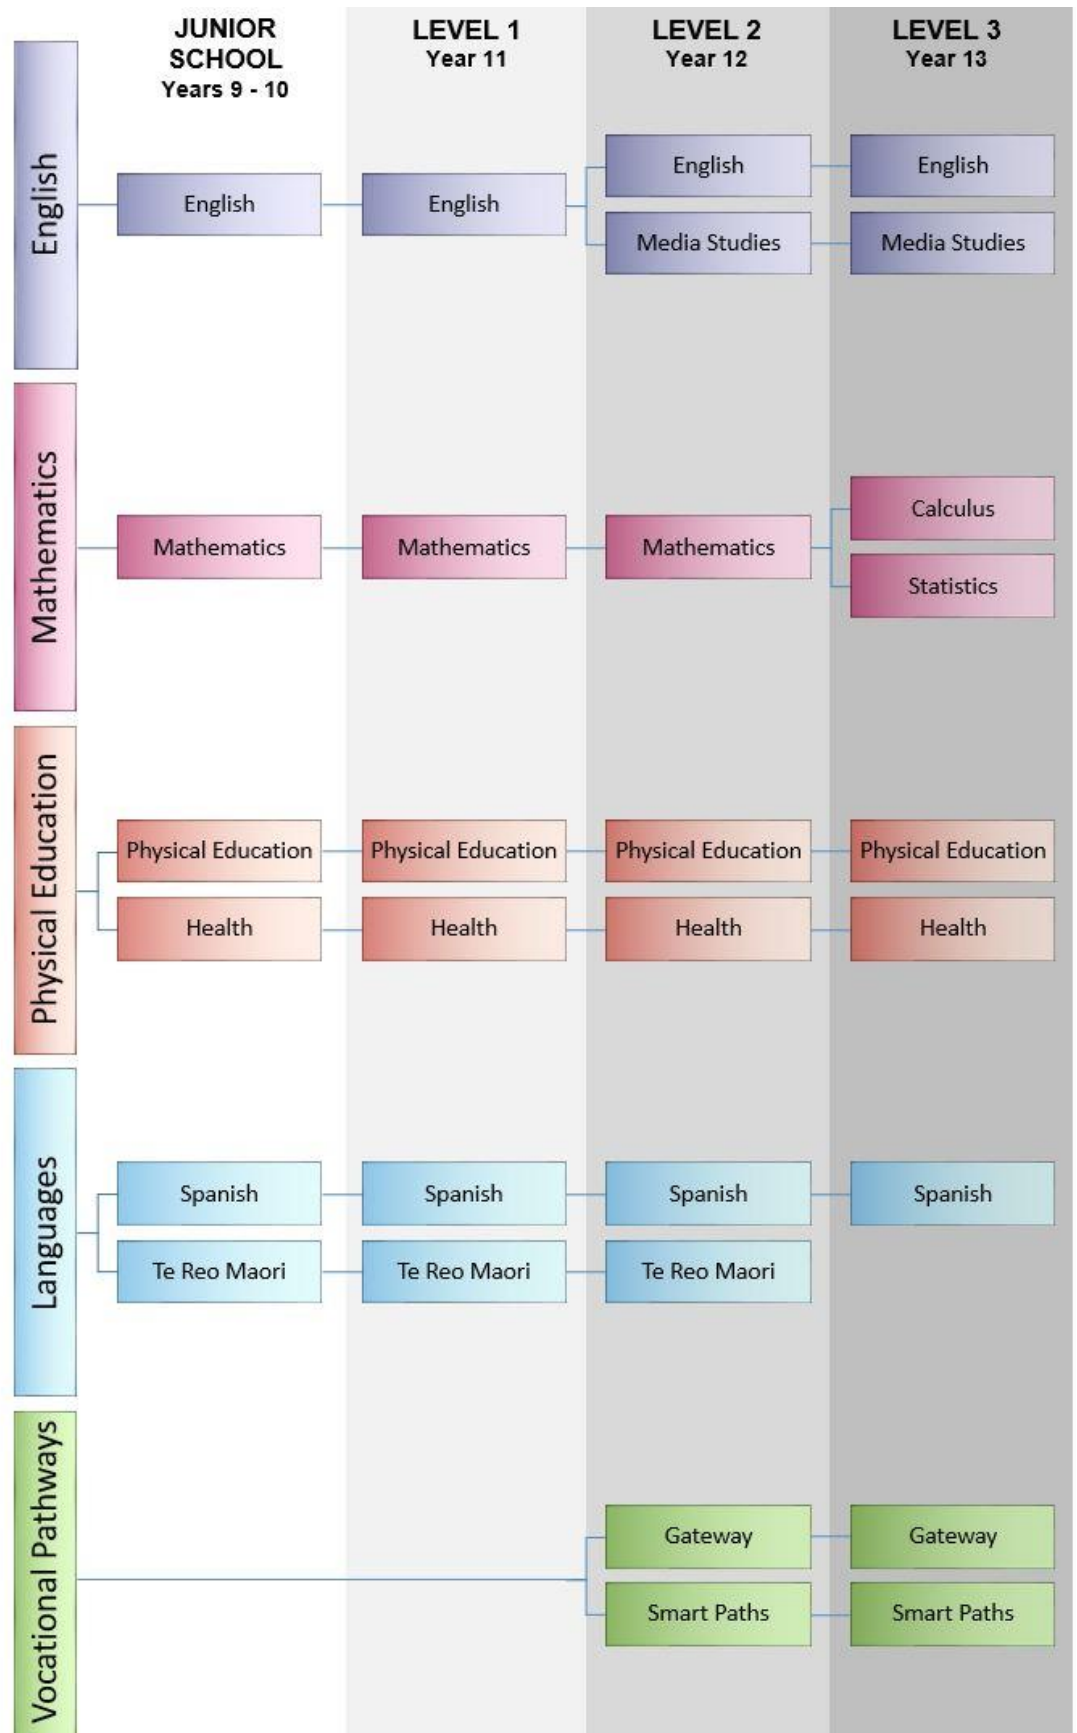 JUNIOR
SCHOOL
Years 9 - 10
LEVEL 1
Year 11
LEVEL 2
Year 12
LEVEL 3
Year 13
English
English
English
English
English
Media Studies
Media Studies
Mathematics
Mathematics
Mathematics
Mathematics
Calculus
Statistics
Physical Education
Physical Education
Physical Education
Physical Education
Physical Education
Health
Health
Health
Health
Languages
Spanish
Spanish
Spanish
Spanish
Te Reo Maori
Te Reo Maori
Te Reo Maori
Vocational Pathways
Gateway
Gateway
Smart Paths
Smart Paths